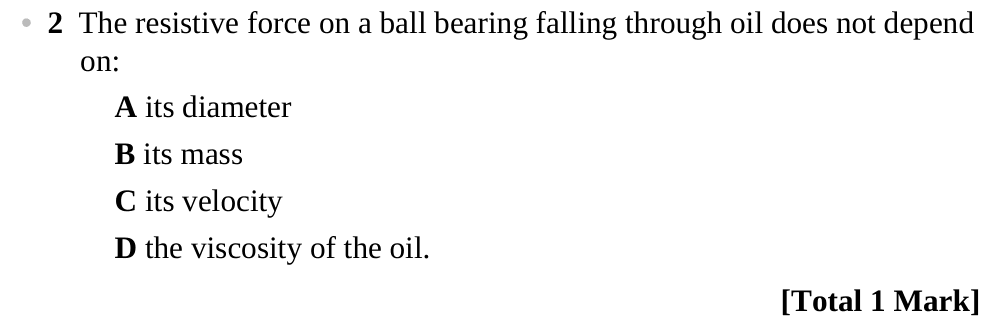 • 2 The resistive force on a ball bearing falling through oil does not depend
on:
A its diameter
B its mass
C its velocity
D the viscosity of the oil.
[Total 1 Mark]